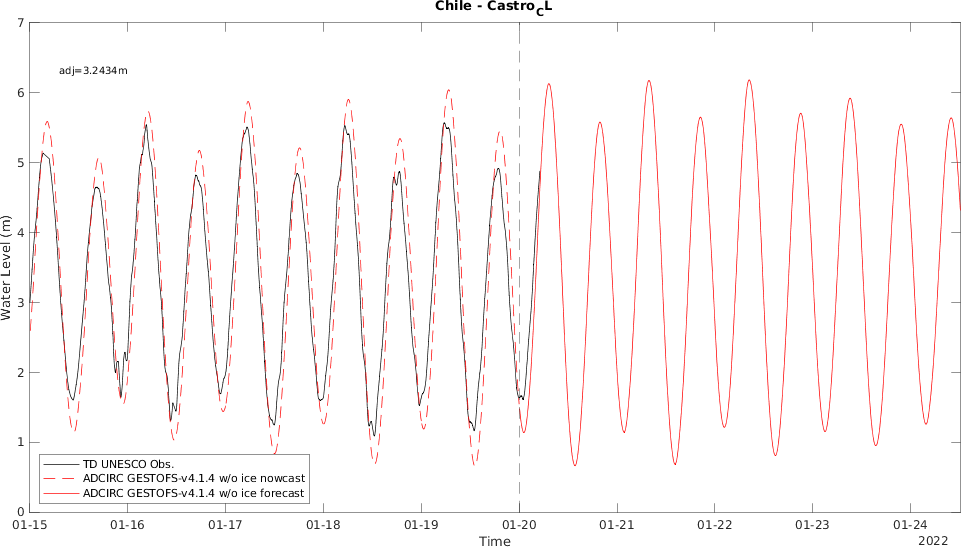 Chile - Castro_CL
adj=3.2434m
Water Level (m)
7
6
5
4
3
2
1
0
TD UNESCO Obs.
ADCIRC GESTOFS-v4.1.4 w/o ice nowcast
ADCIRC GESTOFS-v4.1.4 w/o ice forecast
01-15 01-16 01-17 01-18 01-19 01-20 01-21 01-22 01-23 01-24
Time
2022